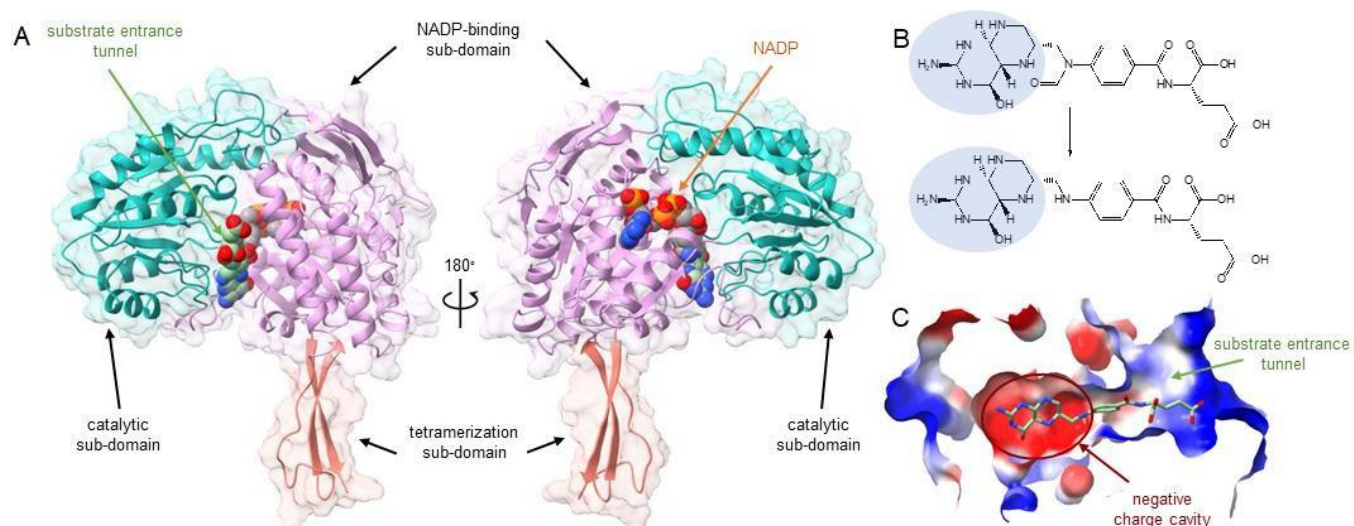 A
substrate entrance
tunnel
NADP-binding
sub-domain
NADP
180°
catalytic
sub-domain
tetramerization
sub-domain
catalytic
sub-domain
B
HN
HN
H
H₂N
HN
H
OH
NH
O
N
O
N
H
O
OH
O
OH
HN
HN
H
H₂N
HN
H
OH
NH
HN
O
N
H
O
OH
O
OH
C
substrate entrance
tunnel
negative
charge cavity